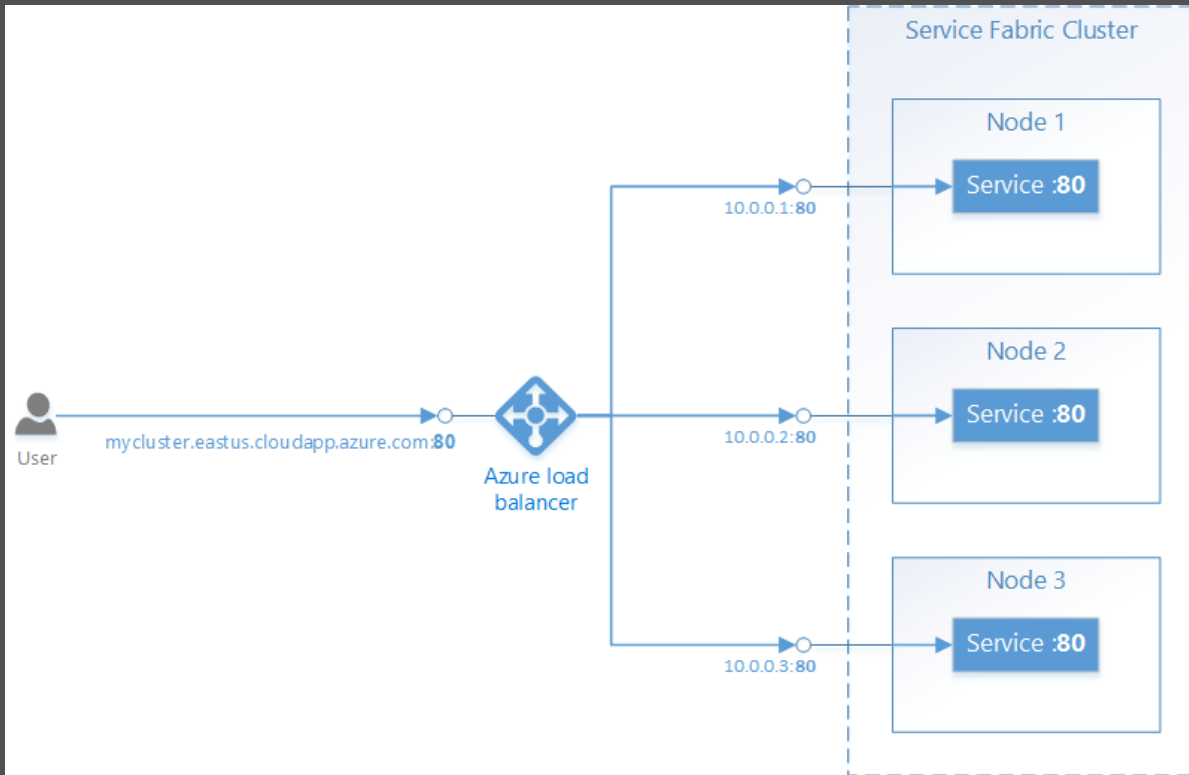 Service Fabric Cluster
Node 1
Service :80
10.0.0.1:80
Node 2
Service :80
10.0.0.2:80
User
mycluster.eastus.cloudapp.azure.com:80
Azure load
balancer
Node 3
Service :80
10.0.0.3:80